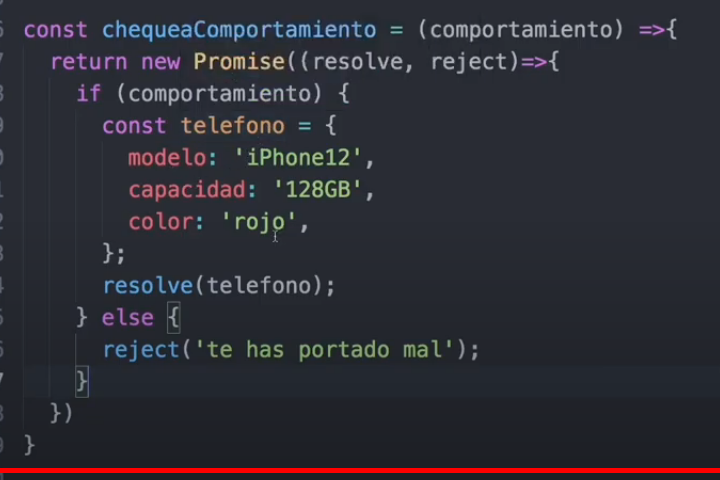 const chequeaComportamiento = (comportamiento) =>{
return new Promise((resolve, reject)=>{
if (comportamiento) {
const telefono = {
modelo: 'iPhone12',
capacidad: '128GB',
color: 'rojo',
};
resolve(telefono);
} else {
reject('te has portado mal');
}
})
}